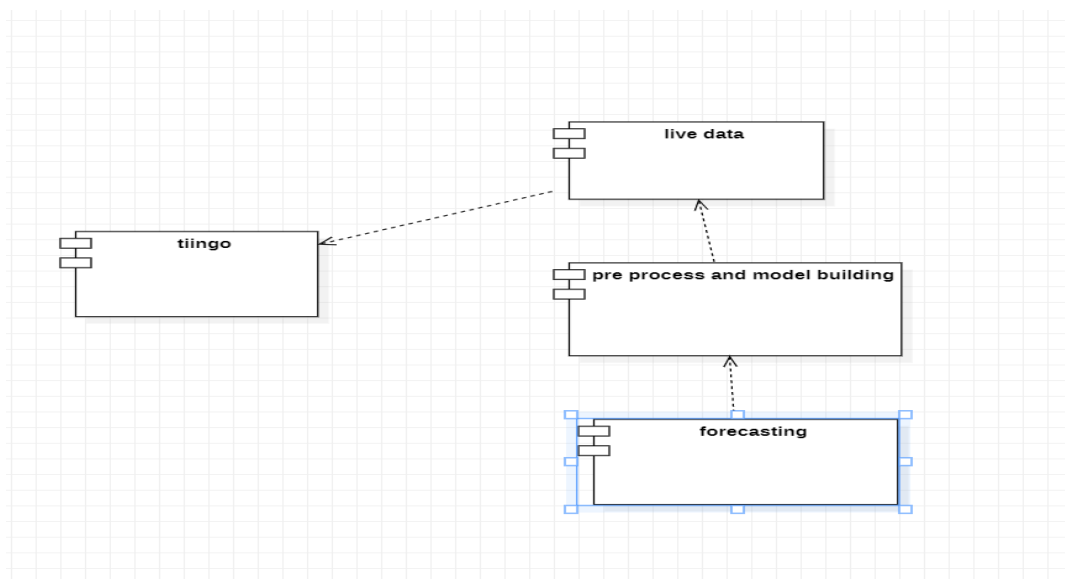 live data
tiingo
pre process and model building
forecasting